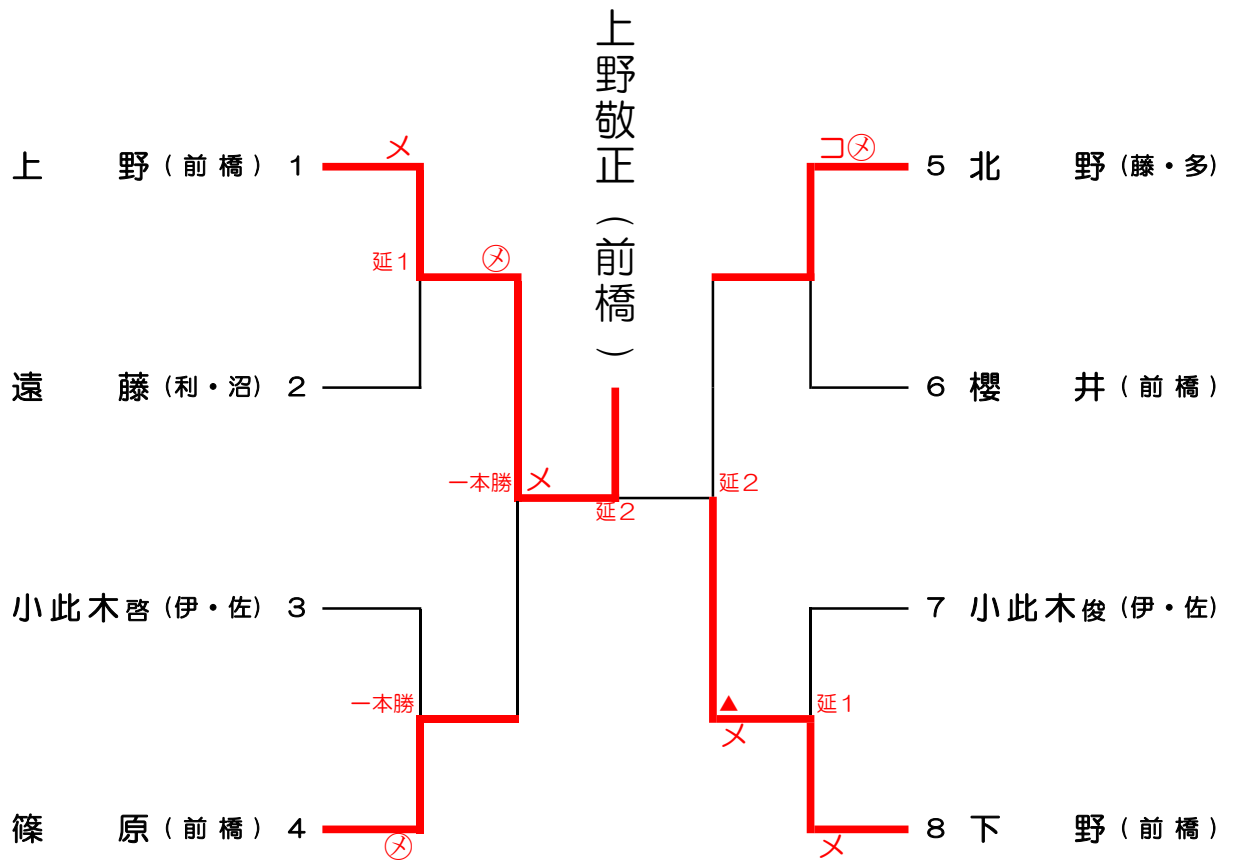 上野敬正（前橋）
メ
上野（前橋）1
延1
㋱
遠藤（利・沼）2
一本勝
メ
延2
小此木啓（伊・佐）3
一本勝
篠原（前橋）4
㋱
コ㋱
5 北野（藤・多）
6 櫻井（前橋）
延2
7 小此木俊（伊・佐）
▲
メ
延1
8 下野（前橋）
メ